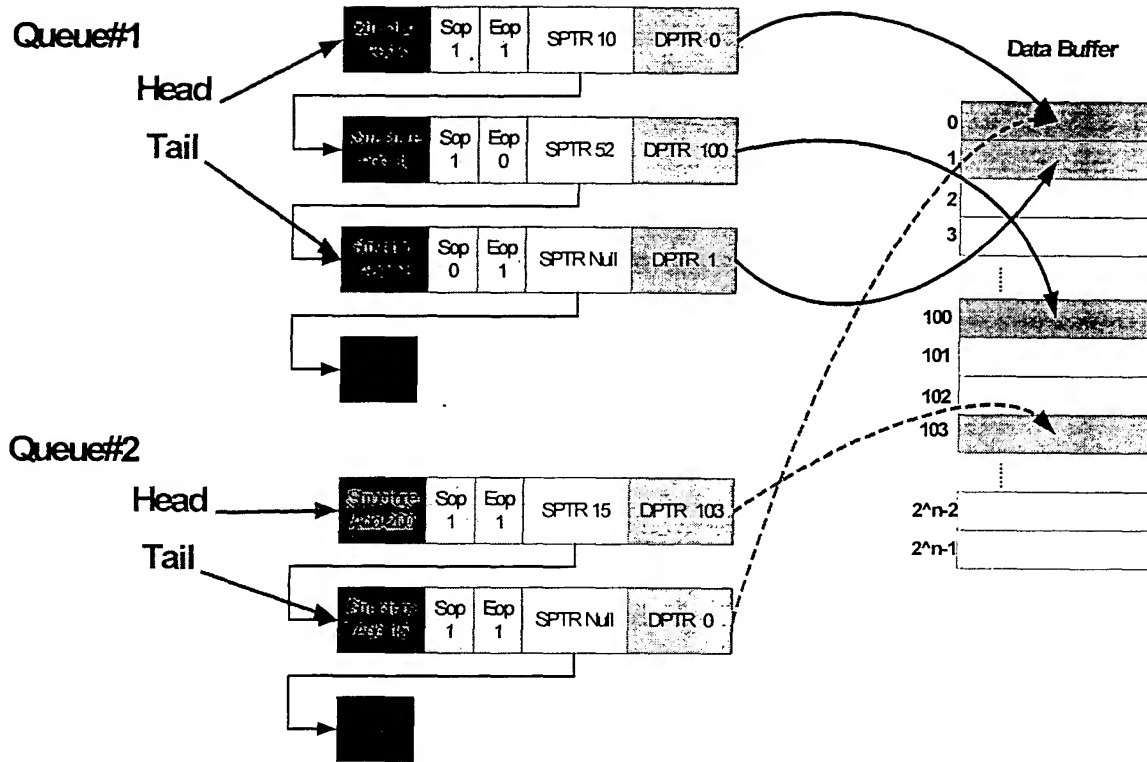 Queue#1
Head
Tail
Sop 1
Eop 1
SPTR 10
DPTR 0
Sop 1
Eop 0
SPTR 52
DPTR 100
Sop 0
Eop 1
SPTR Null
DPTR 1
Data Buffer
0
1
2
3
100
101
102
103
2^n-2
2^n-1
Queue#2
Head
Tail
Sop 1
Eop 1
SPTR 15
DPTR 103
Sop 1
Eop 1
SPTR Null
DPTR 0